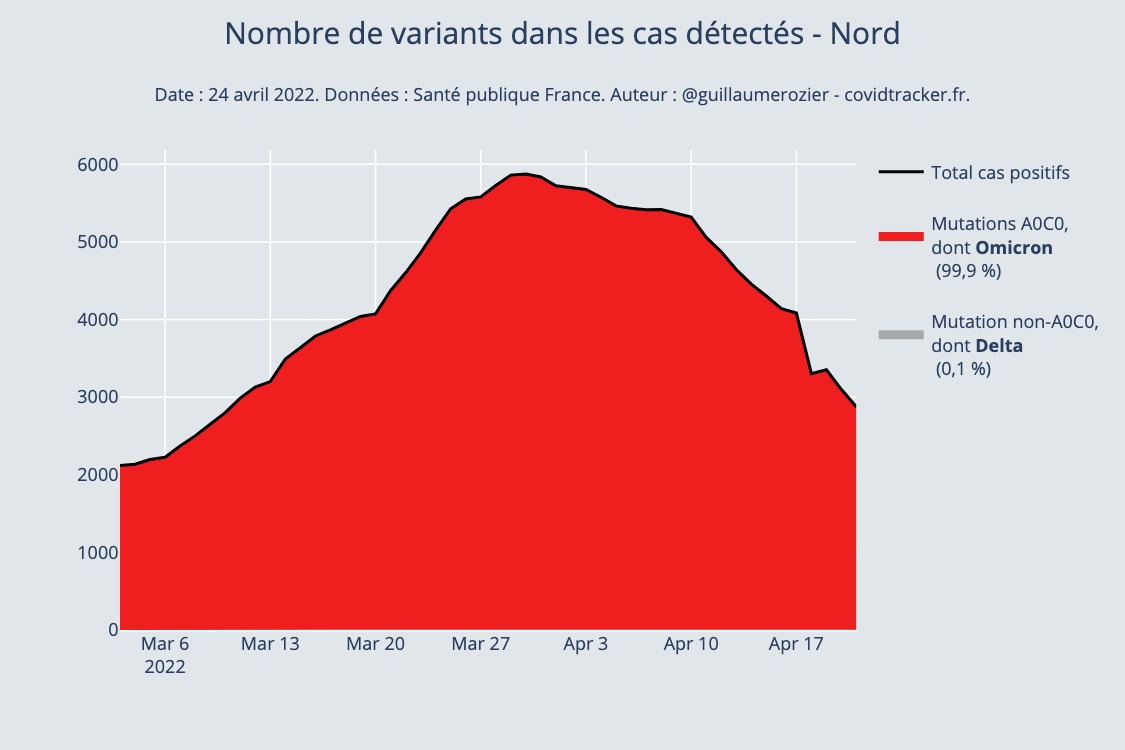 Nombre de variants dans les cas détectés - Nord
Date : 24 avril 2022. Données : Santé publique France. Auteur : @guillaumerozier - covidtracker.fr.
6000
5000
4000
3000
2000
1000
0
Mar 6
2022
Mar 13
Mar 20
Mar 27
Apr 3
Apr 10
Apr 17
Total cas positifs
Mutations A0C0,
dont Omicron
(99,9 %)
Mutation non-A0C0,
dont Delta
(0,1 %)